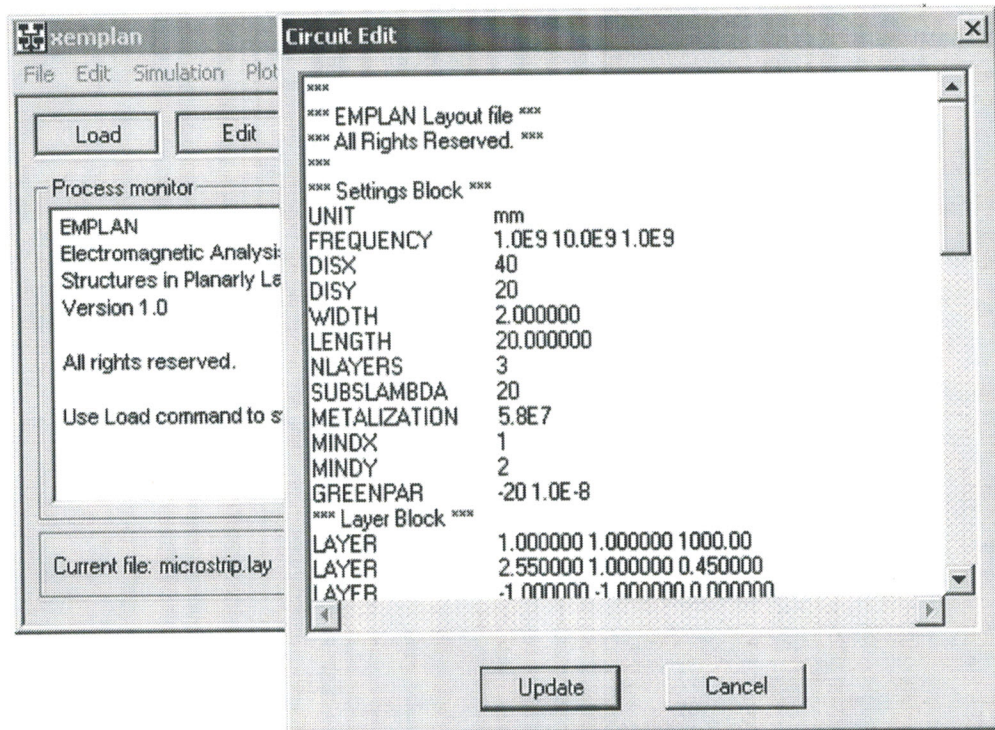 xemplan
File Edit Simulation Plot
Load Edit
Process monitor
EMPLAN
Electromagnetic
Structures in Planarly
Version 1.0
All rights reserved.
Use Load command to
Current file: microstrip.lay
Circuit Edit
***
*** EMPLAN Layout file ***
*** All Rights Reserved. ***
***
*** Settings Block ***
UNIT mm
FREQUENCY 1.0E9 10.0E9 1.0E9
DISX 40
DISY 20
WIDTH 2.000000
LENGTH 20.000000
NLAYERS 3
SUBSLAMBDA 20
METALIZATION 5.8E7
MINDX 1
MINDY 2
GREENPAR -20 1.0E-8
*** Layer Block ***
LAYER 1.000000 1.000000 1000.00
LAYER 2.550000 1.000000 0.450000
LAYER -1.000000 -1.000000 0.000000
Update Cancel